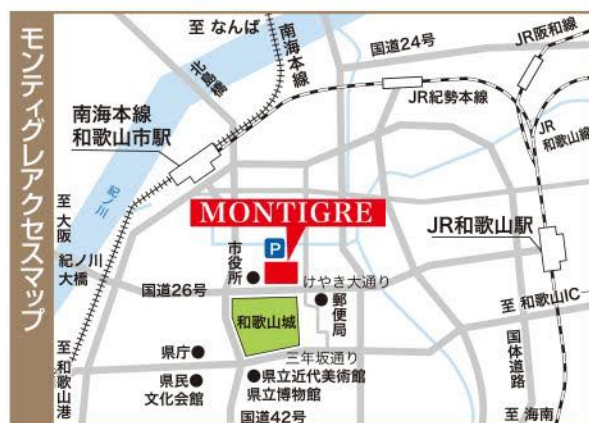 モンティグレアクセスマップ
至 なんば
南海本線
国道24号
JR阪和線
北島橋
JR紀勢本線
JR
和歌山線
南海本線
和歌山市駅
紀ノ川
至 大阪
紀ノ川
大橋
MONTIGRE
P
JR和歌山駅
市役所
けやき大通り
国道26号
郵便局
至 和歌山IC
和歌山城
国体道路
至 和歌山港
県庁
三年坂通り
県民
文化会館
県立近代美術館
県立博物館
国道42号
至 海南